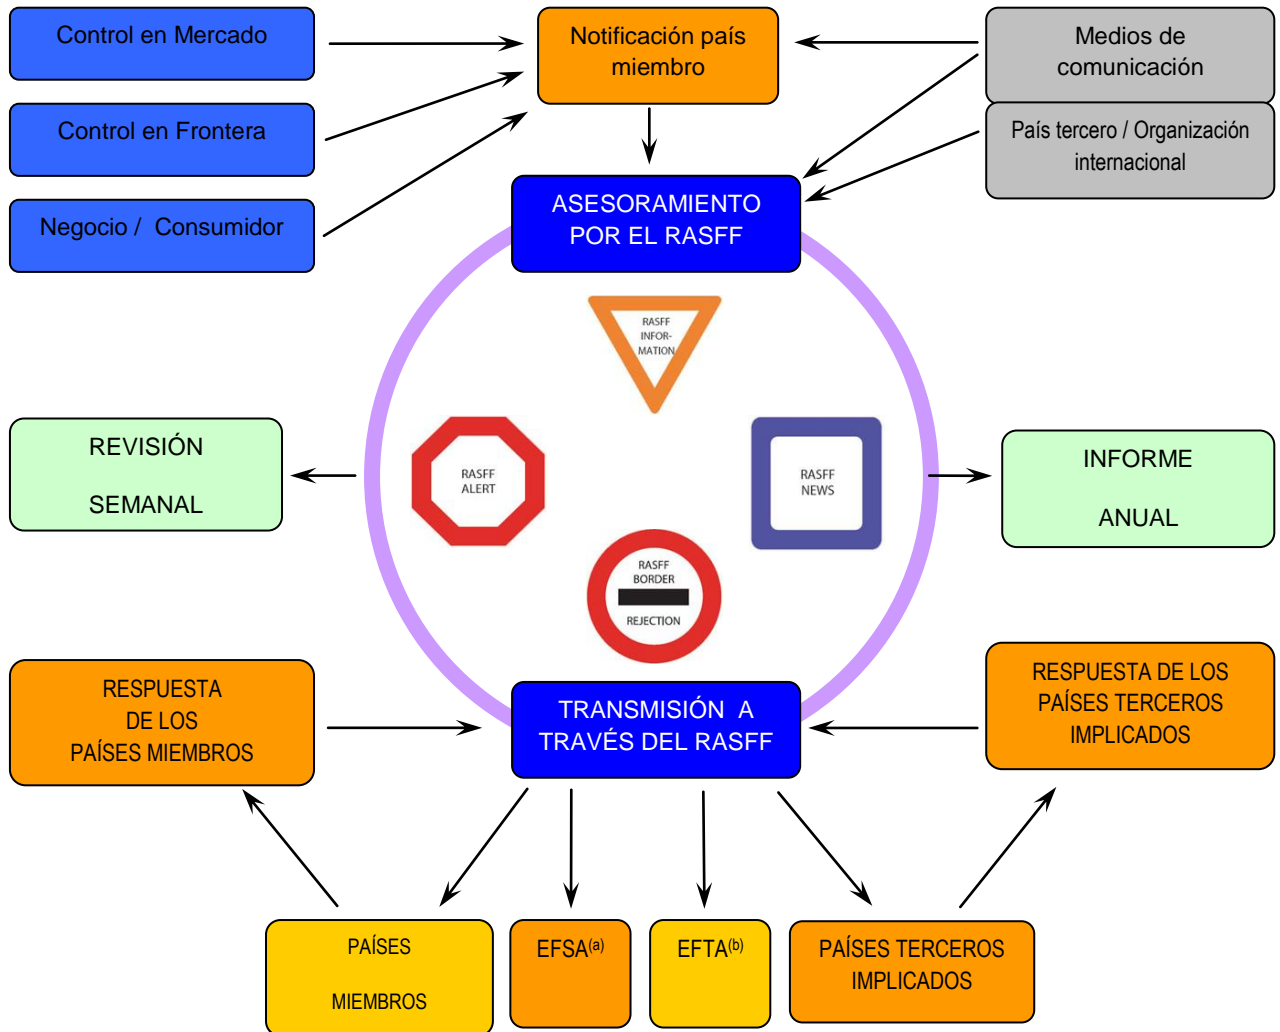 Control en Mercado
Notificación país
miembro
Medios de
comunicación
Control en Frontera
País tercero / Organización
internacional
Negocio / Consumidor
ASESORAMIENTO
POR EL RASFF
RASFF
INFOR-
MATION
REVISIÓN
SEMANAL
RASFF
ALERT
RASFF
NEWS
INFORME
ANUAL
RASFF
BORDER
REJECTION
RESPUESTA
DE LOS
PAÍSES MIEMBROS
TRANSMISIÓN A
TRAVÉS DEL RASFF
RESPUESTA DE LOS
PAÍSES TERCEROS
IMPLICADOS
PAÍSES
MIEMBROS
EFSA(a)
EFTA(b)
PAÍSES TERCEROS
IMPLICADOS